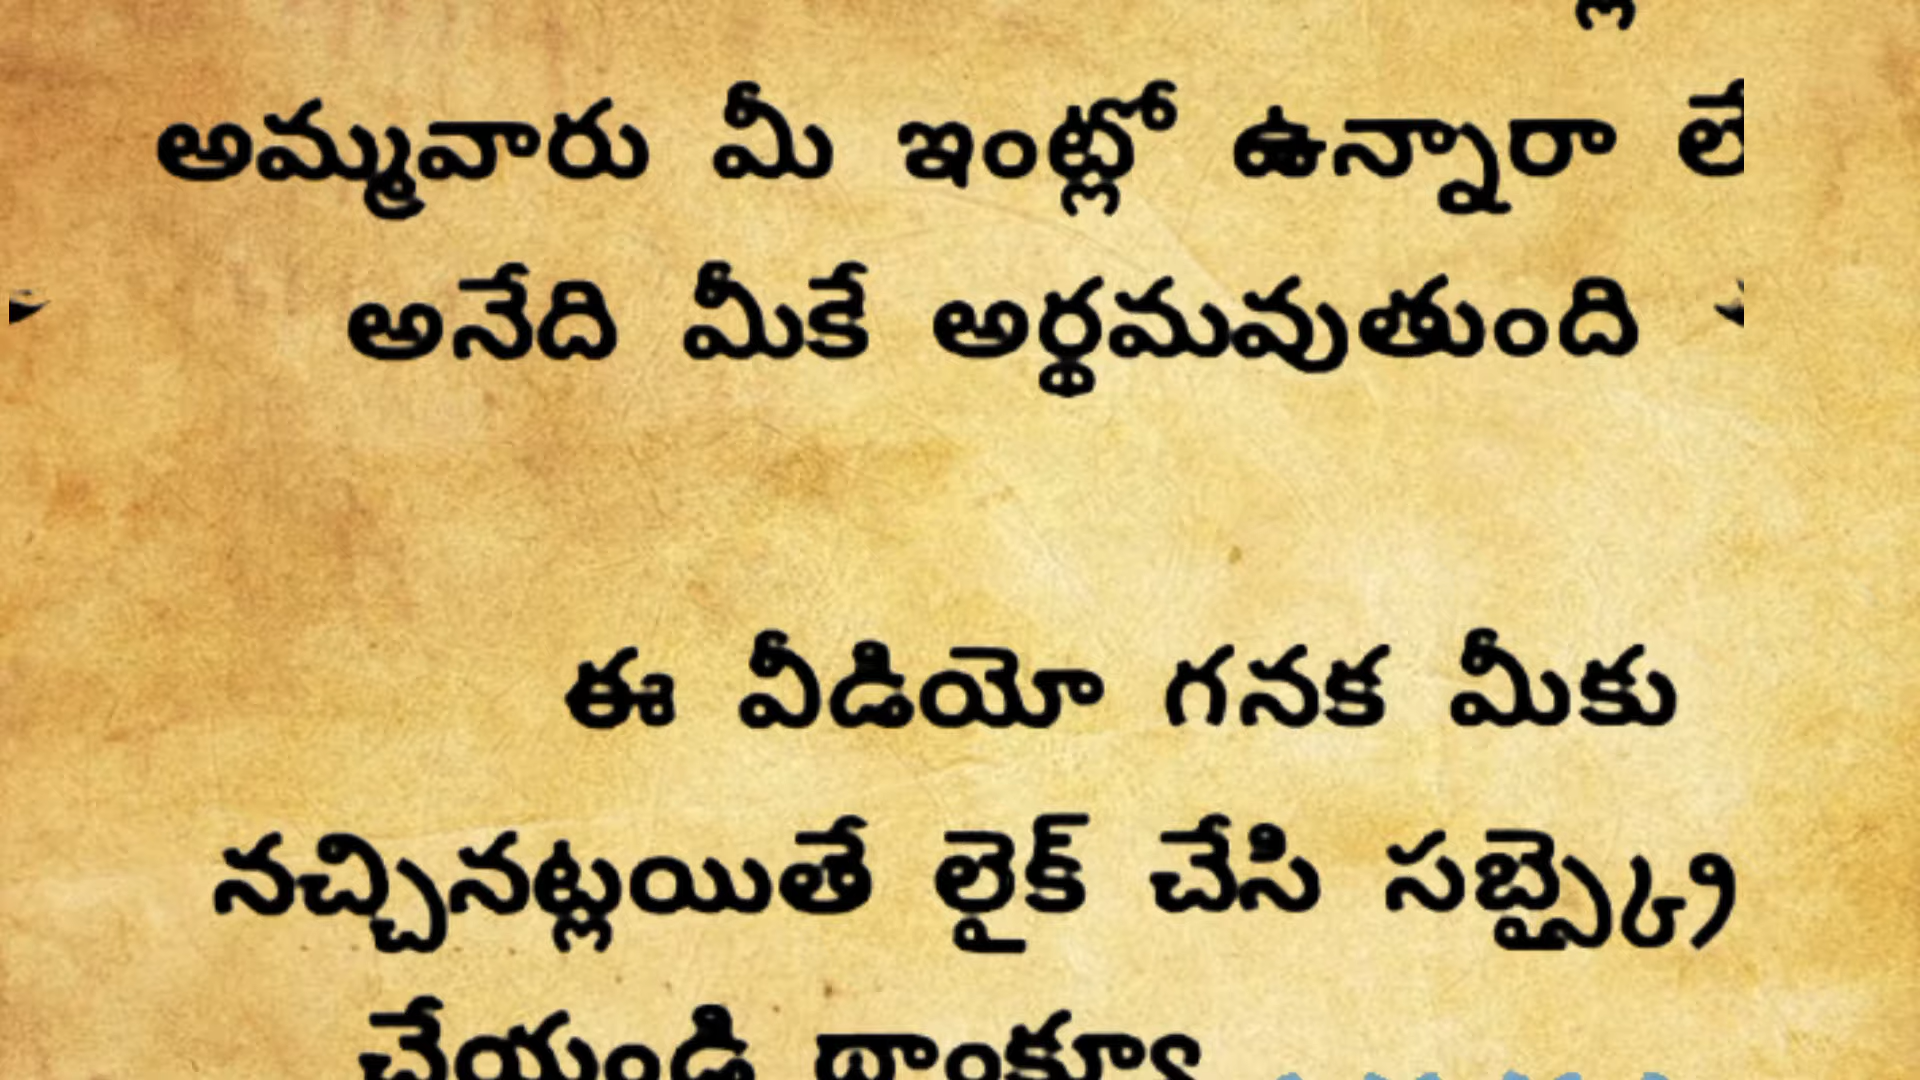 అమ్మవారు మీ ఇంట్లో ఉన్నారా
అనేది మీకే అర్థమవుతుంది
ఈ వీడియో గనక మీకు
నచ్చినట్లయితే లైక్ చేసి
చేయండి థాంక్యూ